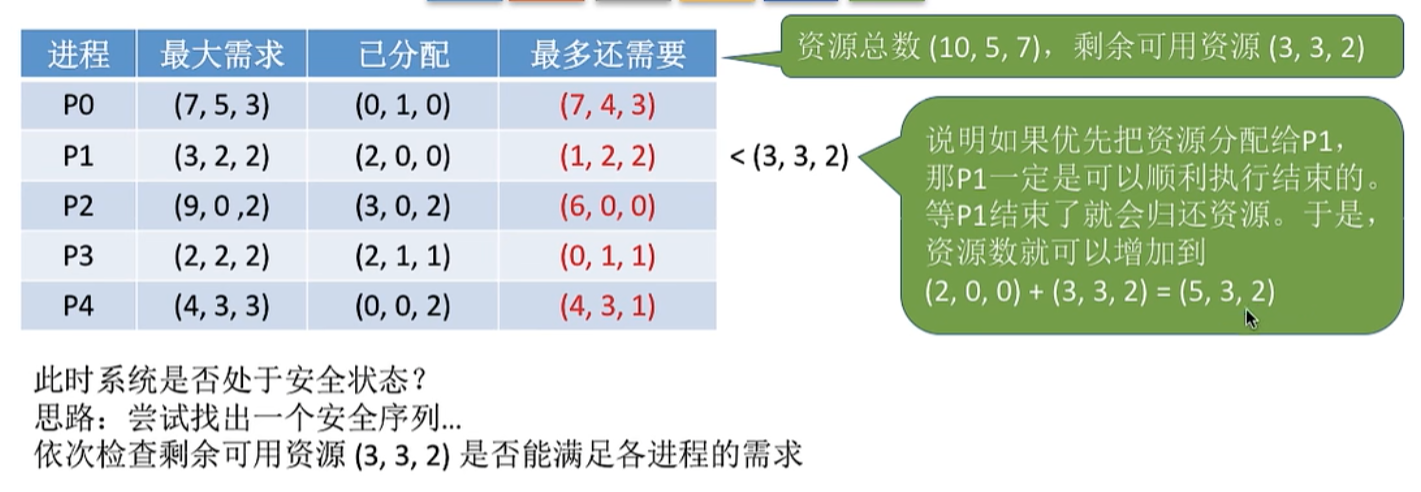 进程 最大需求 已分配 最多还需要
P0 (7, 5, 3) (0, 1, 0) (7, 4, 3)
P1 (3, 2, 2) (2, 0, 0) (1, 2, 2)
P2 (9, 0 ,2) (3, 0, 2) (6, 0, 0)
P3 (2, 2, 2) (2, 1, 1) (0, 1, 1)
P4 (4, 3, 3) (0, 0, 2) (4, 3, 1)
资源总数 (10, 5, 7)，剩余可用资源 (3, 3, 2)
< (3, 3, 2)
说明如果优先把资源分配给P1，
那P1一定是可以顺利执行结束的。
等P1结束了就会归还资源。于是，
资源数就可以增加到
(2, 0, 0) + (3, 3, 2) = (5, 3, 2)
此时系统是否处于安全状态？
思路：尝试找出一个安全序列...
依次检查剩余可用资源 (3, 3, 2) 是否能满足各进程的需求